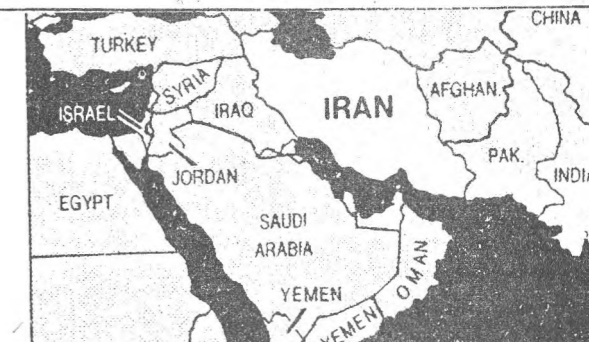 CHINA
TURKEY
SYRIA
AFGHAN.
ISRAEL
IRAQ
IRAN
PAK.
INDIA
JORDAN
EGYPT
SAUDI
ARABIA
OMAN
YEMEN
YEMEN